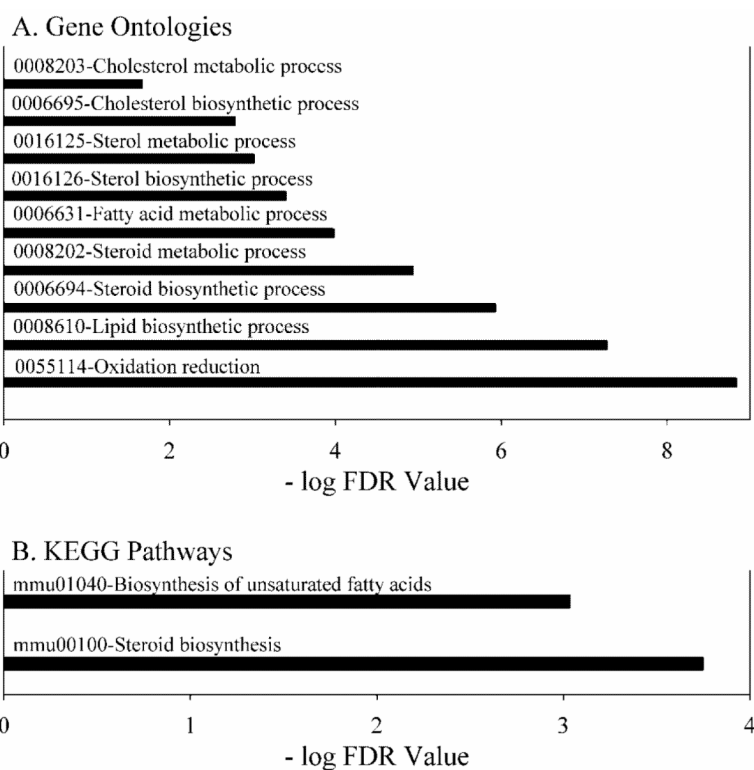 A. Gene Ontologies
0008203-Cholesterol metabolic process
0006695-Cholesterol biosynthetic process
0016125-Sterol metabolic process
0016126-Sterol biosynthetic process
0006631-Fatty acid metabolic process
0008202-Steroid metabolic process
0006694-Steroid biosynthetic process
0008610-Lipid biosynthetic process
0055114-Oxidation reduction
0 2 4 6 8
- log FDR Value
B. KEGG Pathways
mmu01040-Biosynthesis of unsaturated fatty acids
mmu00100-Steroid biosynthesis
0 1 2 3 4
- log FDR Value